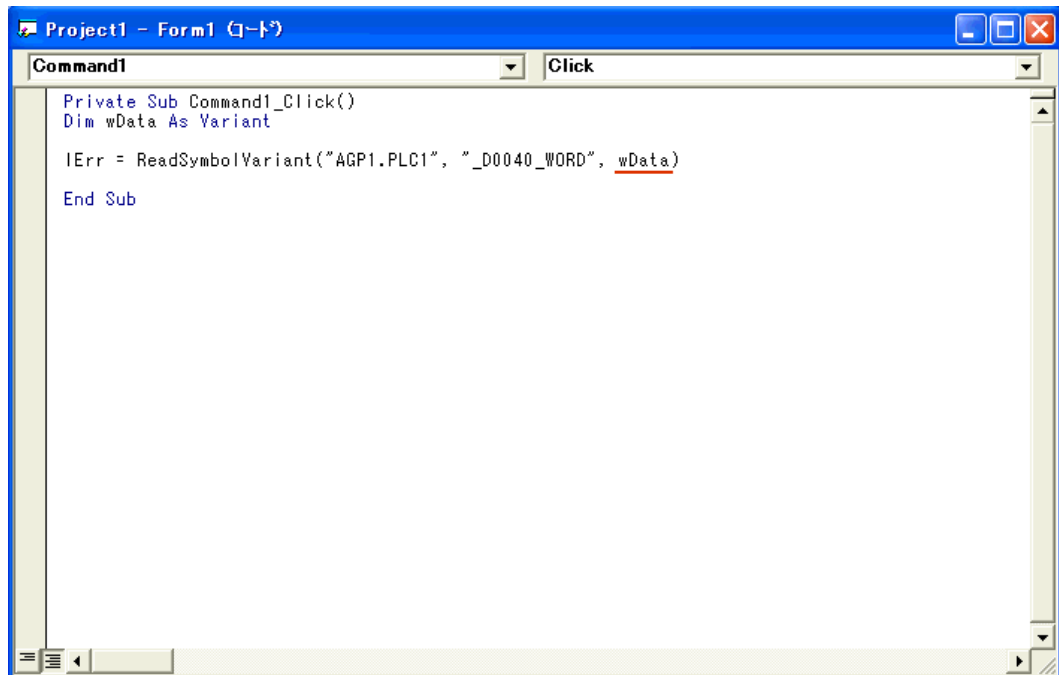 Project1 - Form1 (コード)
Command1
Click
Private Sub Command1_Click()
Dim wData As Variant
lErr = ReadSymbolVariant("AGP1.PLC1", "_D0040_WORD", wData)
End Sub